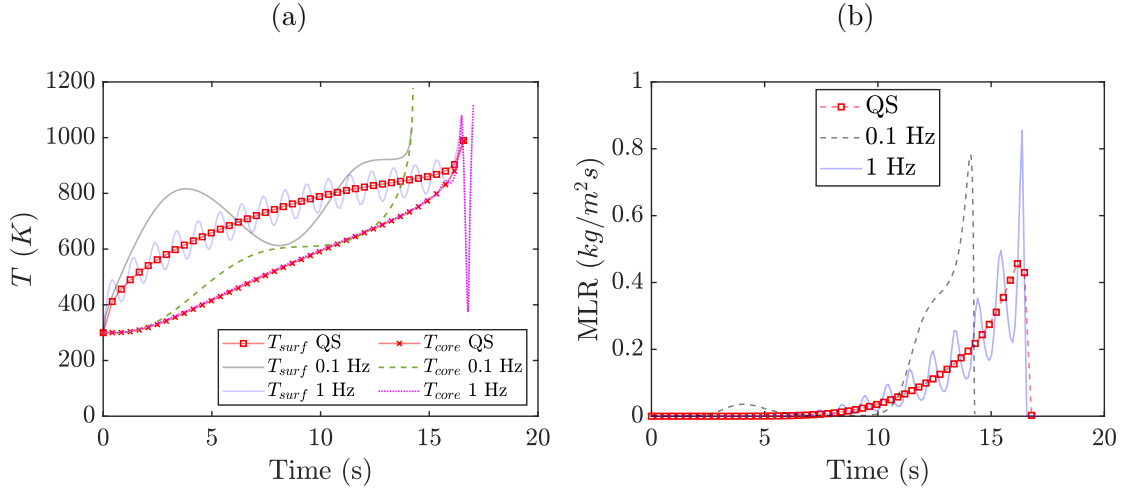 (a)
1200
1000
800
600
400
200
0
T (K)
T_surf QS
T_surf 0.1 Hz
T_surf 1 Hz
T_core QS
T_core 0.1 Hz
T_core 1 Hz
0 5 10 15 20
Time (s)
(b)
1
0.8
0.6
0.4
0.2
0
MLR (kg/m²s)
QS
0.1 Hz
1 Hz
0 5 10 15 20
Time (s)